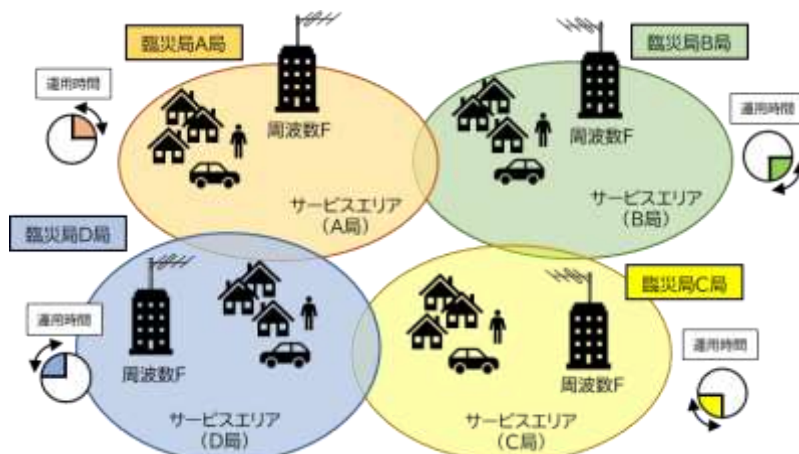 臨災局A局
臨災局B局
運用時間
周波数F
周波数F
運用時間
サービスエリア
(A局)
サービスエリア
(B局)
臨災局D局
臨災局C局
運用時間
運用時間
周波数F
周波数F
サービスエリア
(D局)
サービスエリア
(C局)